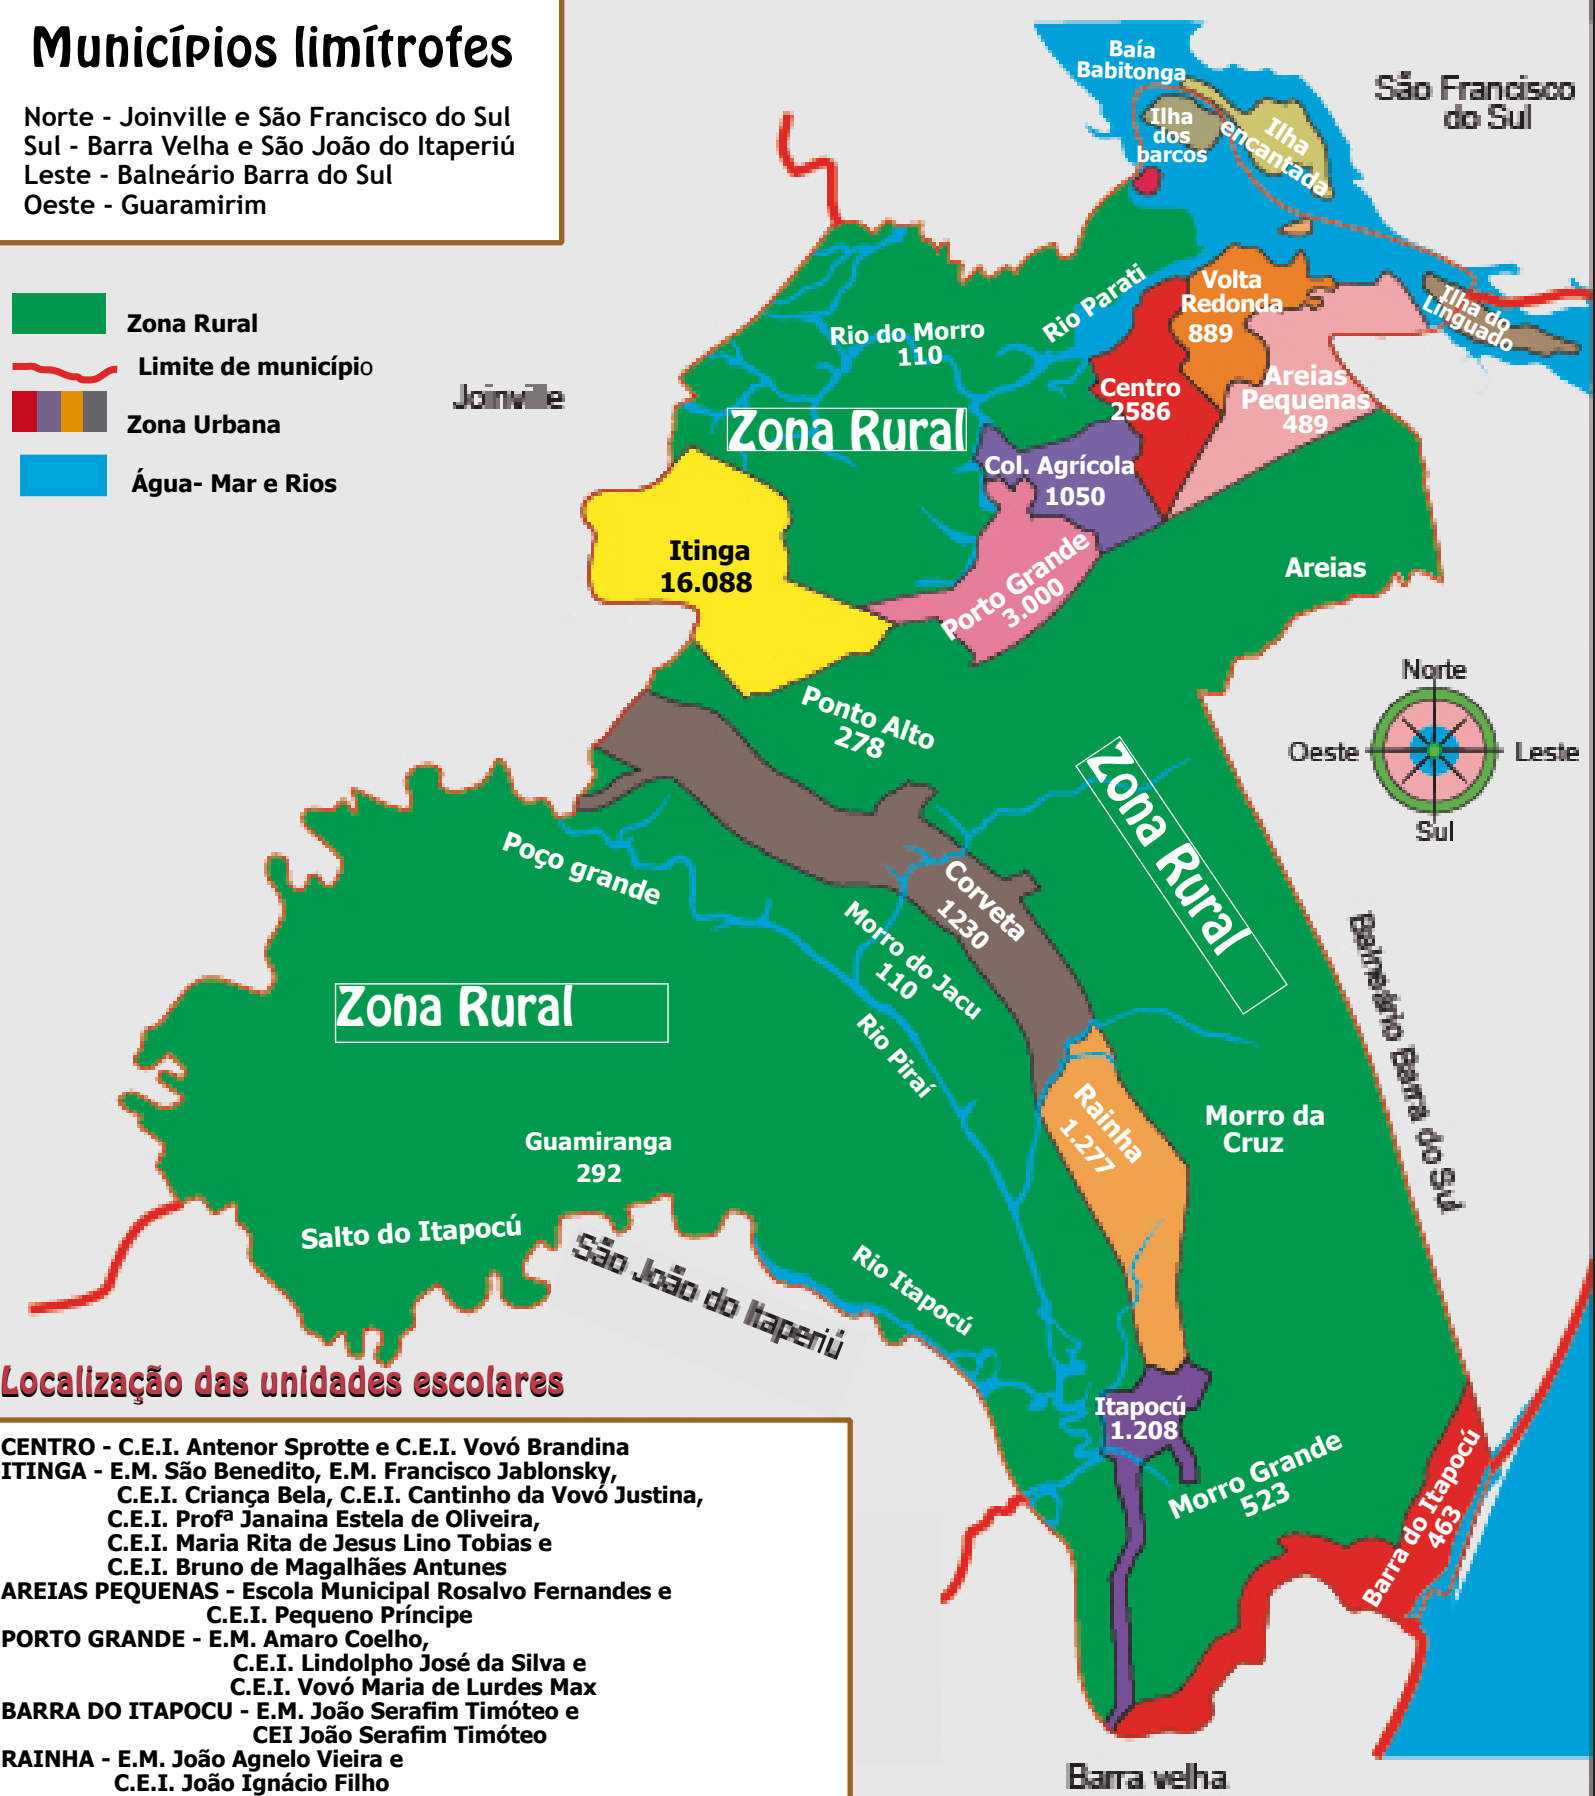 Municípios limítrofes
Norte - Joinville e São Francisco do Sul
Sul - Barra Velha e São João do Itaperiú
Leste - Balneário Barra do Sul
Oeste - Guaramirim
Zona Rural
Limite de município
Zona Urbana
Água- Mar e Rios
Baía
Babitonga
São Francisco
do Sul
Ilha
dos
barcos
Ilha
encantada
Ilha do
Linguado
Volta
Redonda
889
Rio Parati
Rio do Morro
110
Joinville
Centro
2586
Areias
Pequenas
489
Zona Rural
Col. Agrícola
1050
Itinga
16.088
Porto Grande
3.000
Areias
Norte
Oeste
Leste
Sul
Ponto Alto
278
Zona Rural
Poço grande
Corveta
1230
Morro do Jacu
110
Balneário Barra do Sul
Zona Rural
Rio Piraí
Rainha
1.277
Morro da
Cruz
Guamiranga
292
Salto do Itapocú
São João do Itaperiú
Rio Itapocú
Itapocú
1.208
Morro Grande
523
Barra do Itapocú
463
Barra velha
Localização das unidades escolares
CENTRO - C.E.I. Antenor Sprotte e C.E.I. Vovó Brandina
ITINGA - E.M. São Benedito, E.M. Francisco Jablonsky,
C.E.I. Criança Bela, C.E.I. Cantinho da Vovó Justina,
C.E.I. Profª Janaina Estela de Oliveira,
C.E.I. Maria Rita de Jesus Lino Tobias e
C.E.I. Bruno de Magalhães Antunes
AREIAS PEQUENAS - Escola Municipal Rosalvo Fernandes e
C.E.I. Pequeno Príncipe
PORTO GRANDE - E.M. Amaro Coelho,
C.E.I. Lindolpho José da Silva e
C.E.I. Vovó Maria de Lurdes Max
BARRA DO ITAPOCU - E.M. João Serafim Timóteo e
CEI João Serafim Timóteo
RAINHA - E.M. João Agnelo Vieira e
C.E.I. João Ignácio Filho